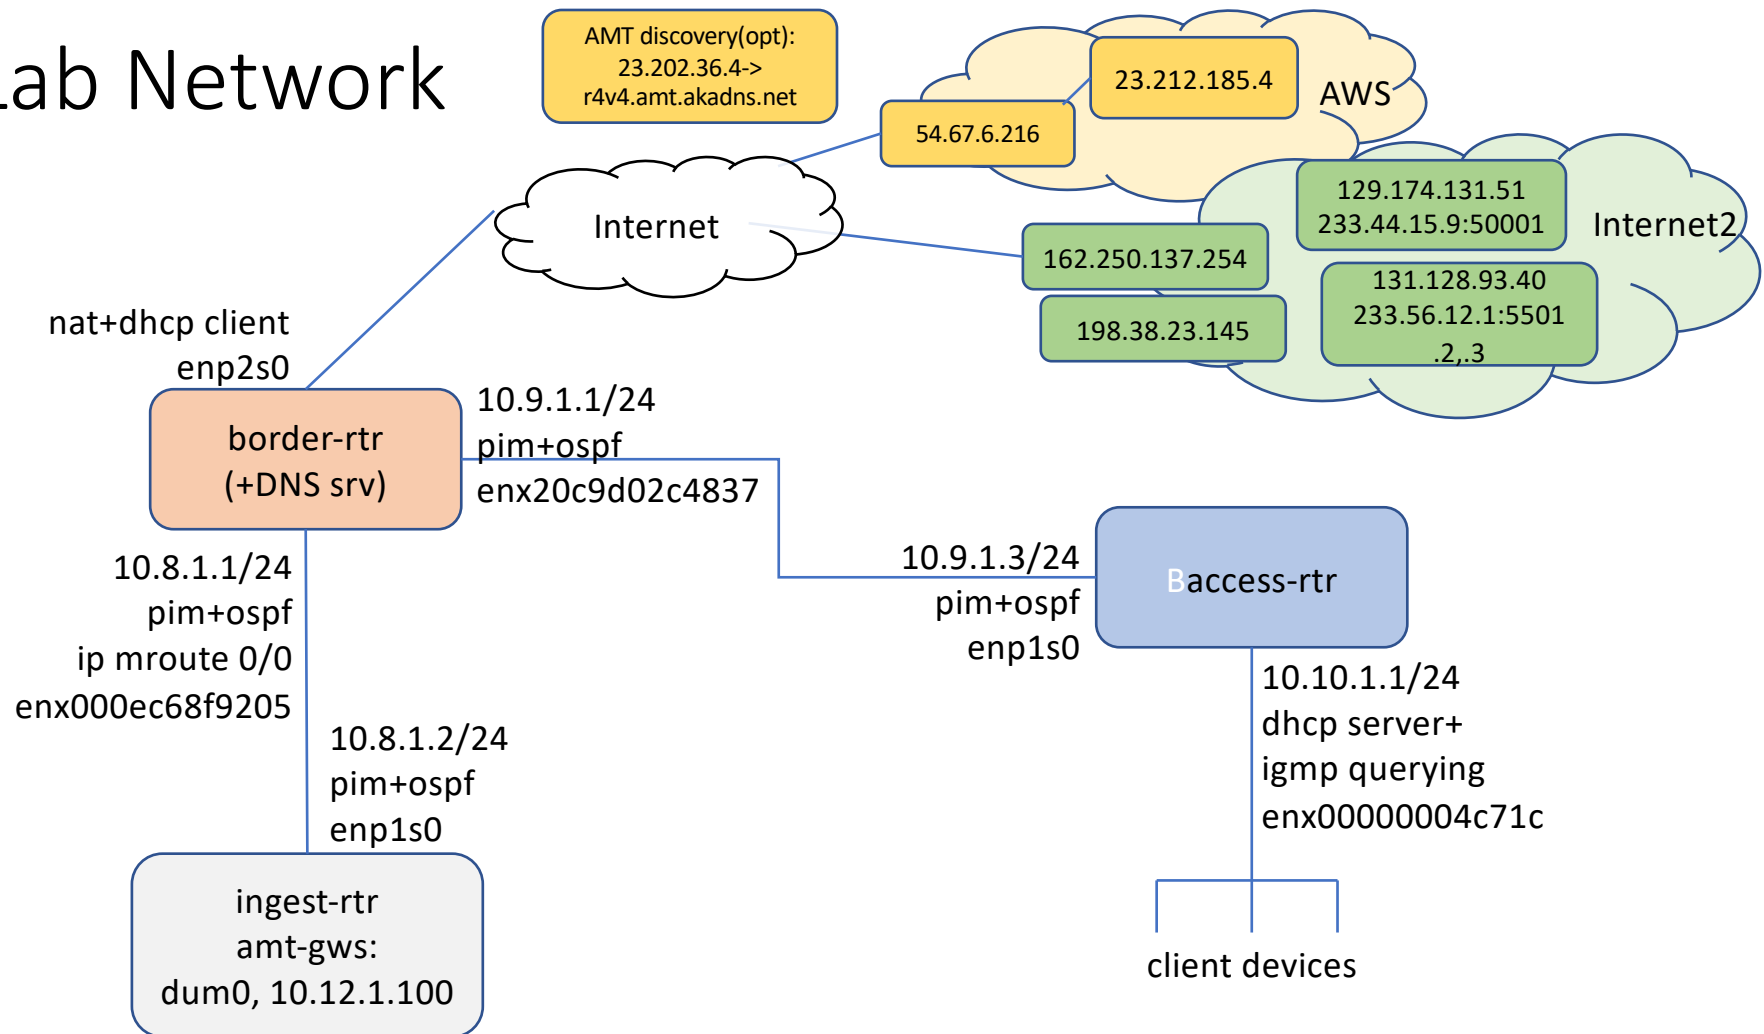 Lab Network
AMT discovery(opt):
23.202.36.4->
r4v4.amt.akadns.net
23.212.185.4
AWS
54.67.6.216
Internet
129.174.131.51
233.44.15.9:50001
Internet2
162.250.137.254
131.128.93.40
233.56.12.1:5501
.2,.3
198.38.23.145
nat+dhcp client
enp2s0
border-rtr
(+DNS srv)
10.9.1.1/24
pim+ospf
enx20c9d02c4837
10.8.1.1/24
pim+ospf
ip mroute 0/0
enx000ec68f9205
10.9.1.3/24
pim+ospf
enp1s0
Baccess-rtr
10.8.1.2/24
pim+ospf
enp1s0
10.10.1.1/24
dhcp server+
igmp querying
enx00000004c71c
ingest-rtr
amt-gws:
dum0, 10.12.1.100
client devices